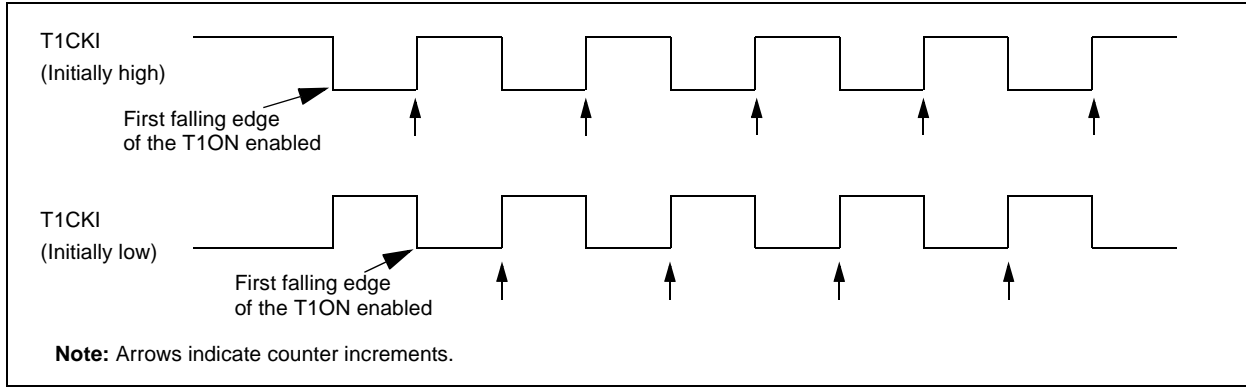 T1CKI
(Initially high)
First falling edge
of the T1ON enabled
T1CKI
(Initially low)
First falling edge
of the T1ON enabled
Note: Arrows indicate counter increments.